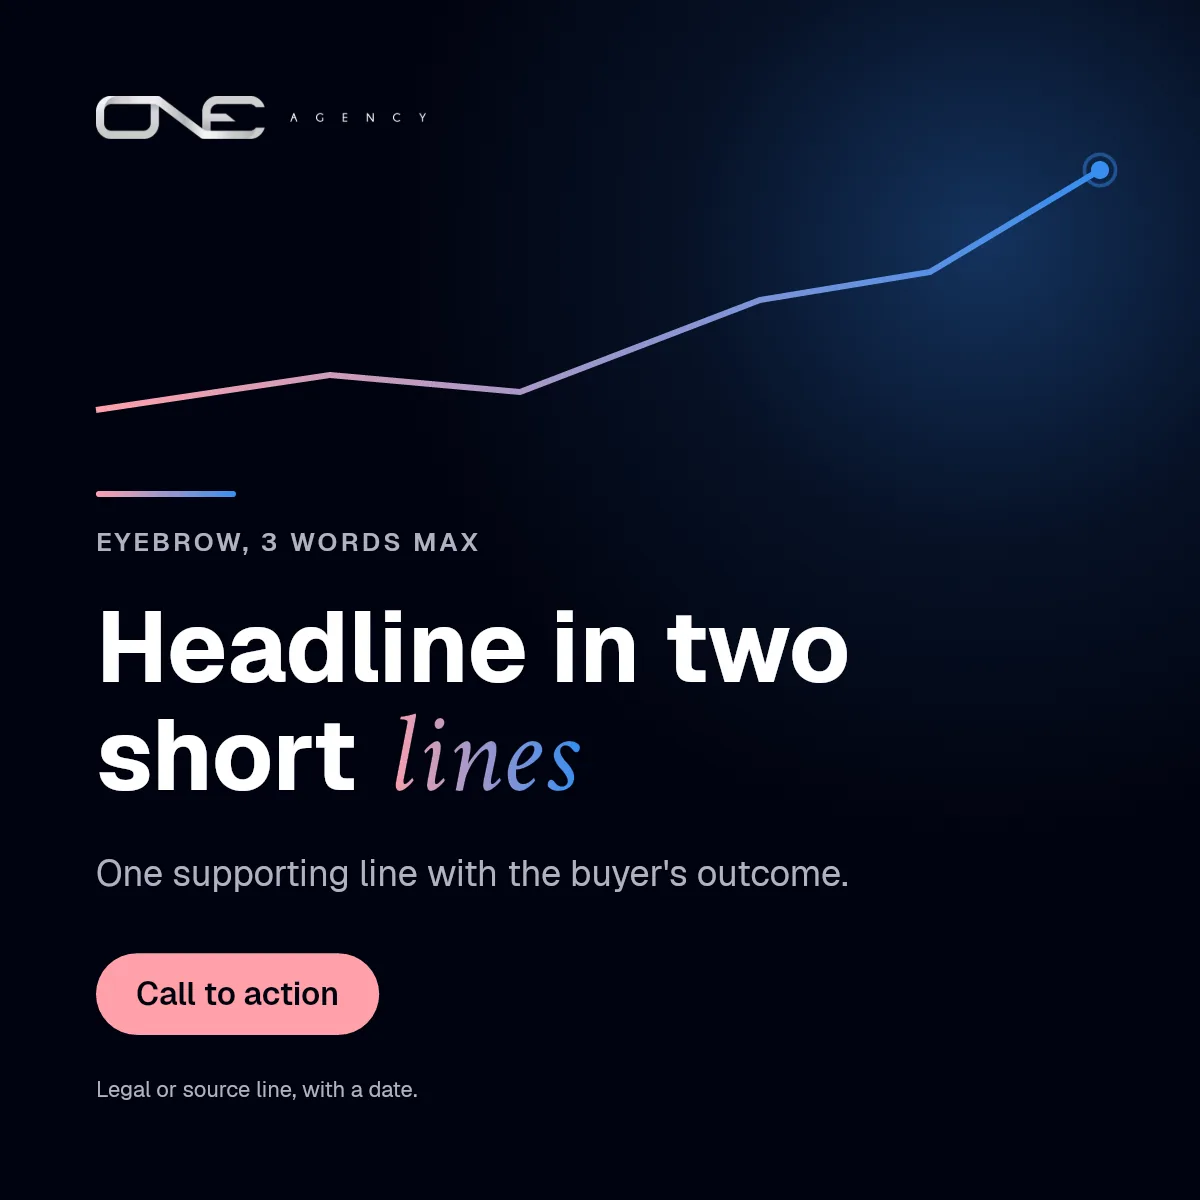 ONE AGENCY
EYEBROW, 3 WORDS MAX
Headline in two
short lines
One supporting line with the buyer's outcome.
Call to action
Legal or source line, with a date.